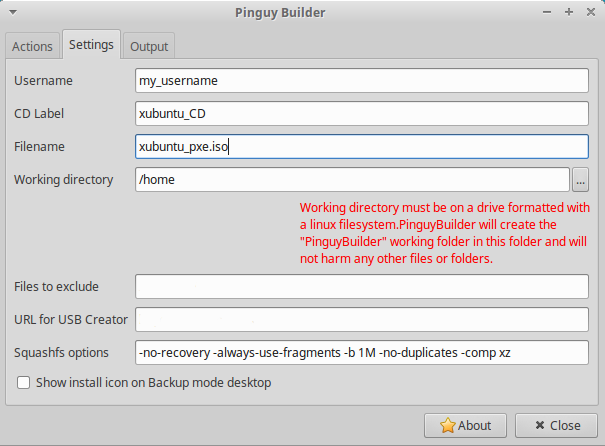 Pinguy Builder
Actions Settings Output
Username my_username
CD Label xubuntu_CD
Filename xubuntu_pxe.iso
Working directory /home ...
Working directory must be on a drive formatted with
a linux filesystem.PinguyBuilder will create the
"PinguyBuilder" working folder in this folder and will
not harm any other files or folders.
Files to exclude
URL for USB Creator
Squashfs options -no-recovery -always-use-fragments -b 1M -no-duplicates -comp xz
Show install icon on Backup mode desktop
About Close